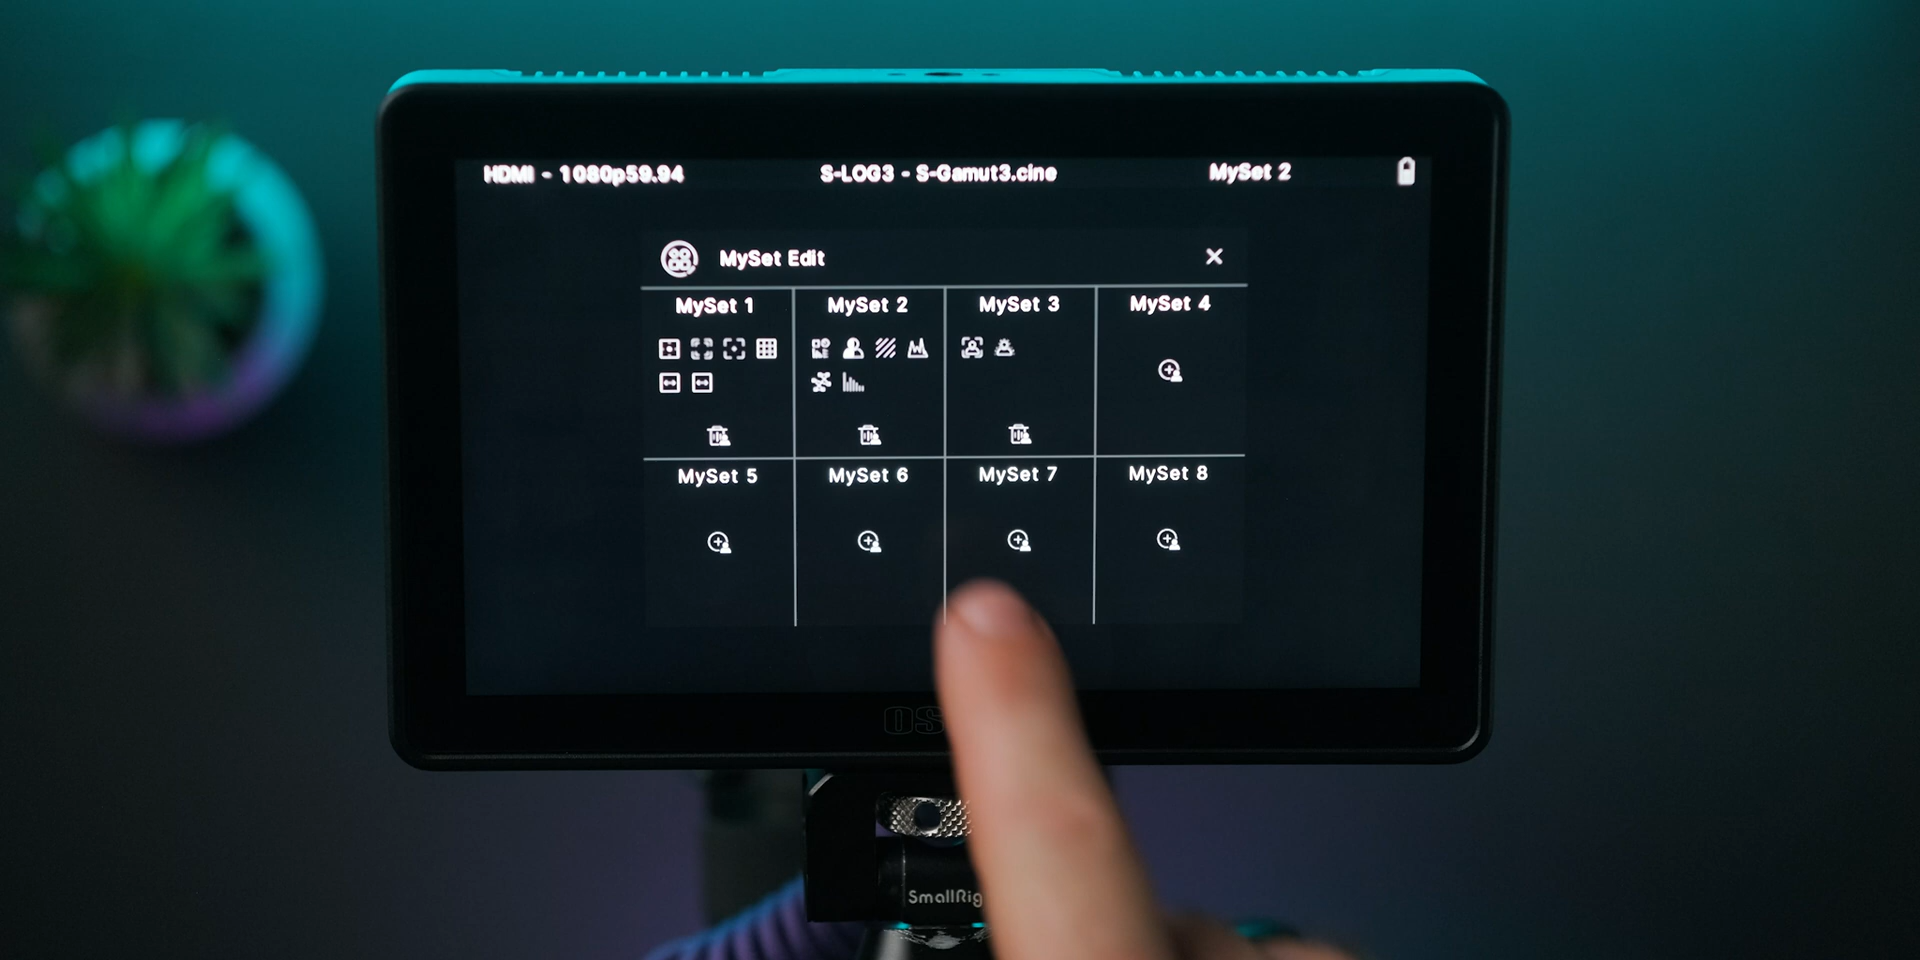 HDMI - 1080p59.94 S-LOG3 - S-Gamut3.cine MySet 2
MySet Edit
MySet 1 MySet 2 MySet 3 MySet 4
MySet 5 MySet 6 MySet 7 MySet 8
OS
SmallRig